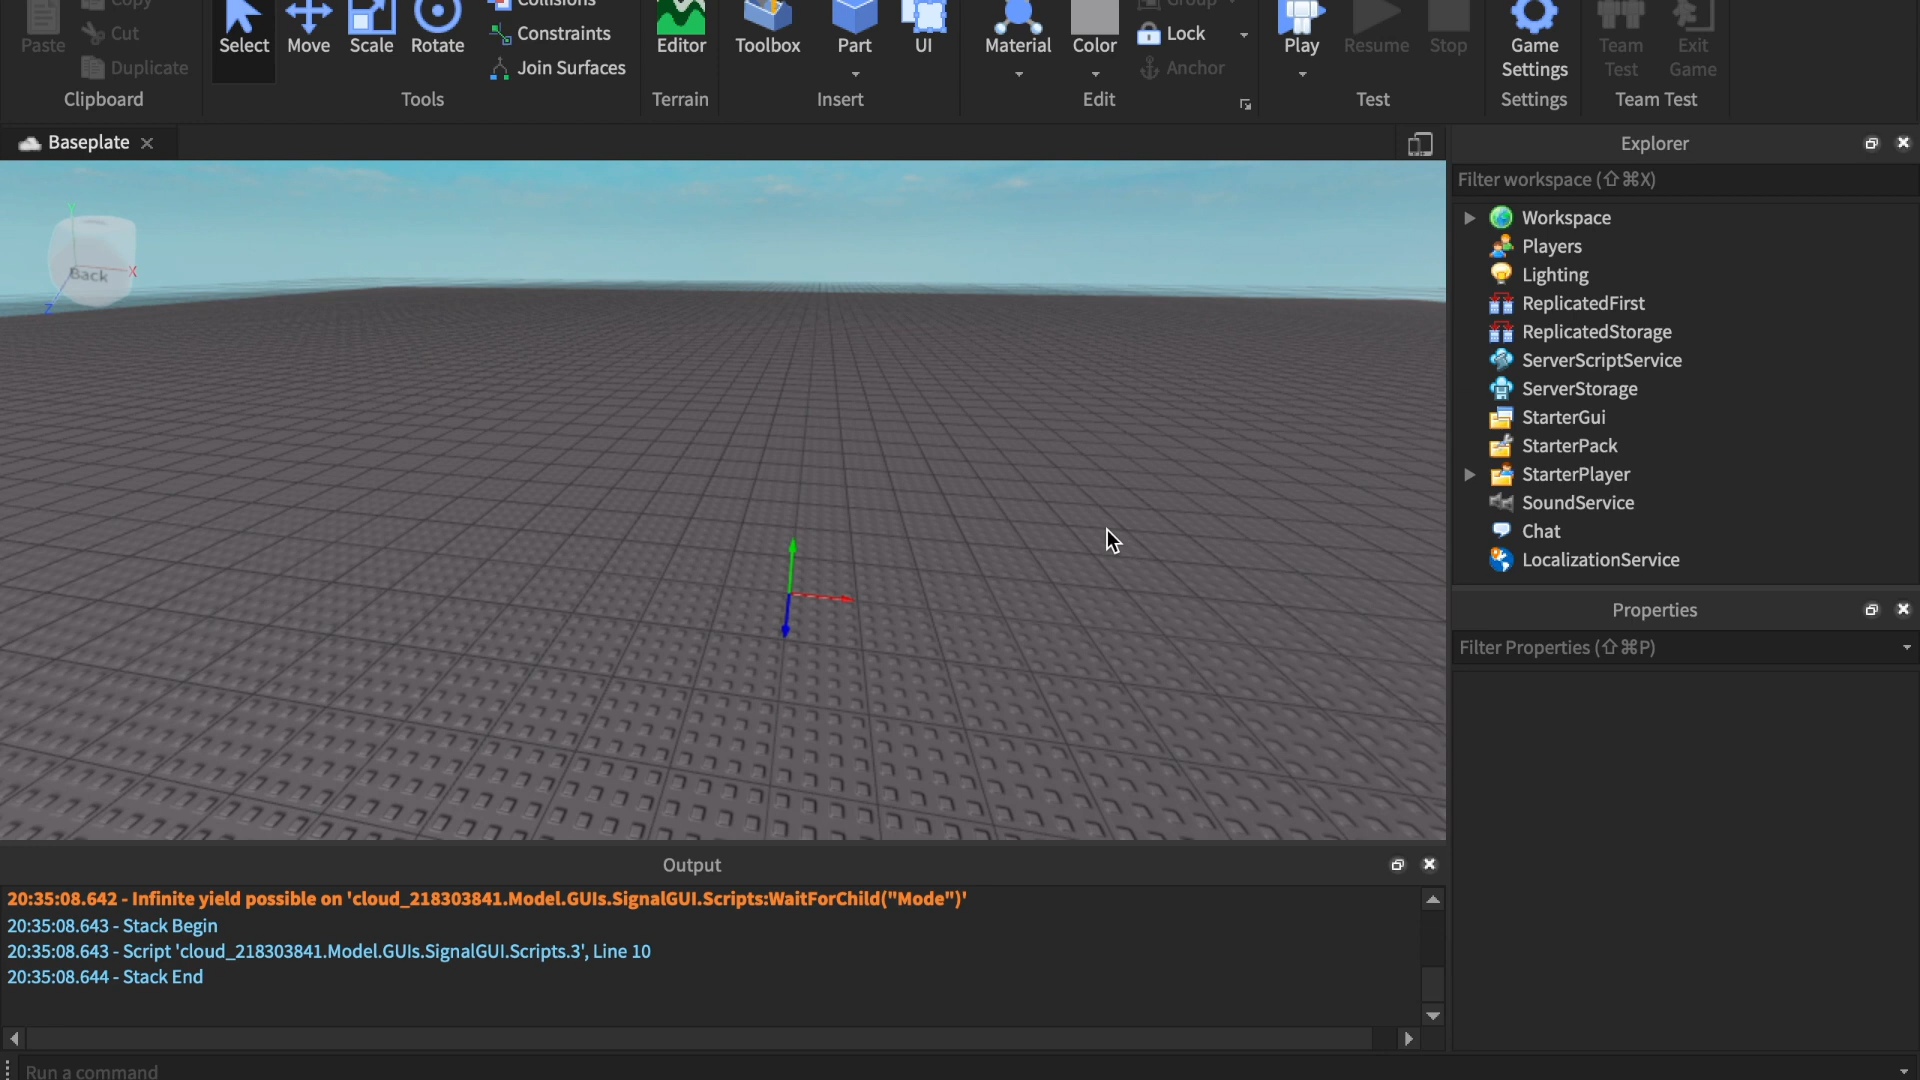 Copy
Collisions
Group
Paste
Cut
Select
Move
Scale
Rotate
Constraints
Editor
Toolbox
Part
UI
Material
Color
Lock
Play
Resume
Stop
Game
Settings
Team
Test
Exit
Game
Duplicate
Join Surfaces
Anchor
Clipboard
Tools
Terrain
Insert
Edit
Test
Settings
Team Test
Baseplate
Explorer
Filter workspace (⇧⌘X)
Y
Back
X
Z
Workspace
Players
Lighting
ReplicatedFirst
ReplicatedStorage
ServerScriptService
ServerStorage
StarterGui
StarterPack
StarterPlayer
SoundService
Chat
LocalizationService
Properties
Filter Properties (⇧⌘P)
Output
20:35:08.642 - Infinite yield possible on 'cloud_218303841.Model.GUIs.SignalGUI.Scripts:WaitForChild("Mode")'
20:35:08.643 - Stack Begin
20:35:08.643 - Script 'cloud_218303841.Model.GUIs.SignalGUI.Scripts.3', Line 10
20:35:08.644 - Stack End
Run a command